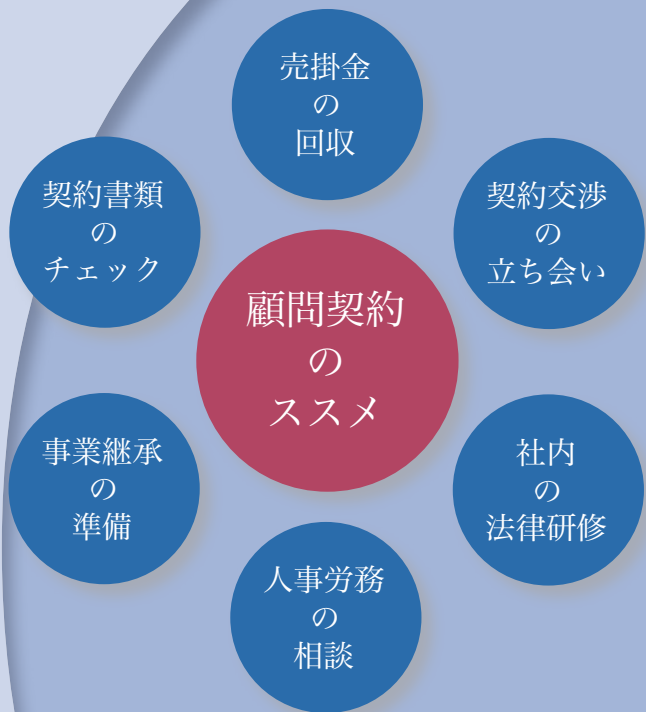 売掛金
の
回収
契約書類
の
チェック
契約交渉
の
立ち会い
顧問契約
の
ススメ
事業継承
の
準備
社内
の
法律研修
人事労務
の
相談